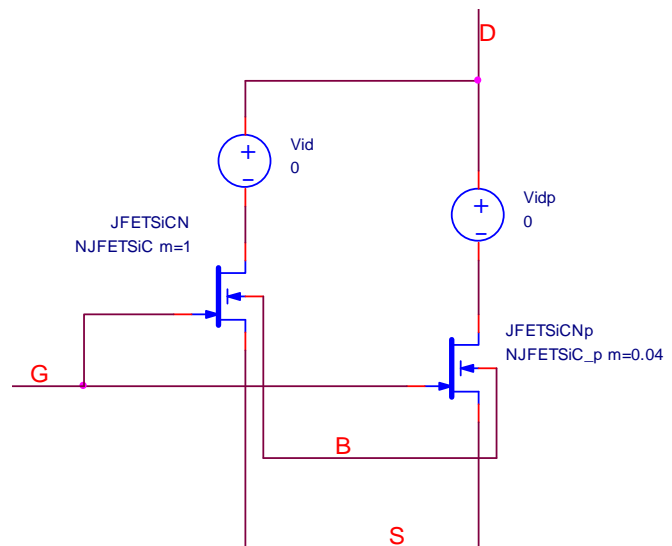 D
Vid
0
Vidp
0
JFETSiCN
NJFETSiC m=1
JFETSiCNp
NJFETSiC_p m=0.04
G
B
S